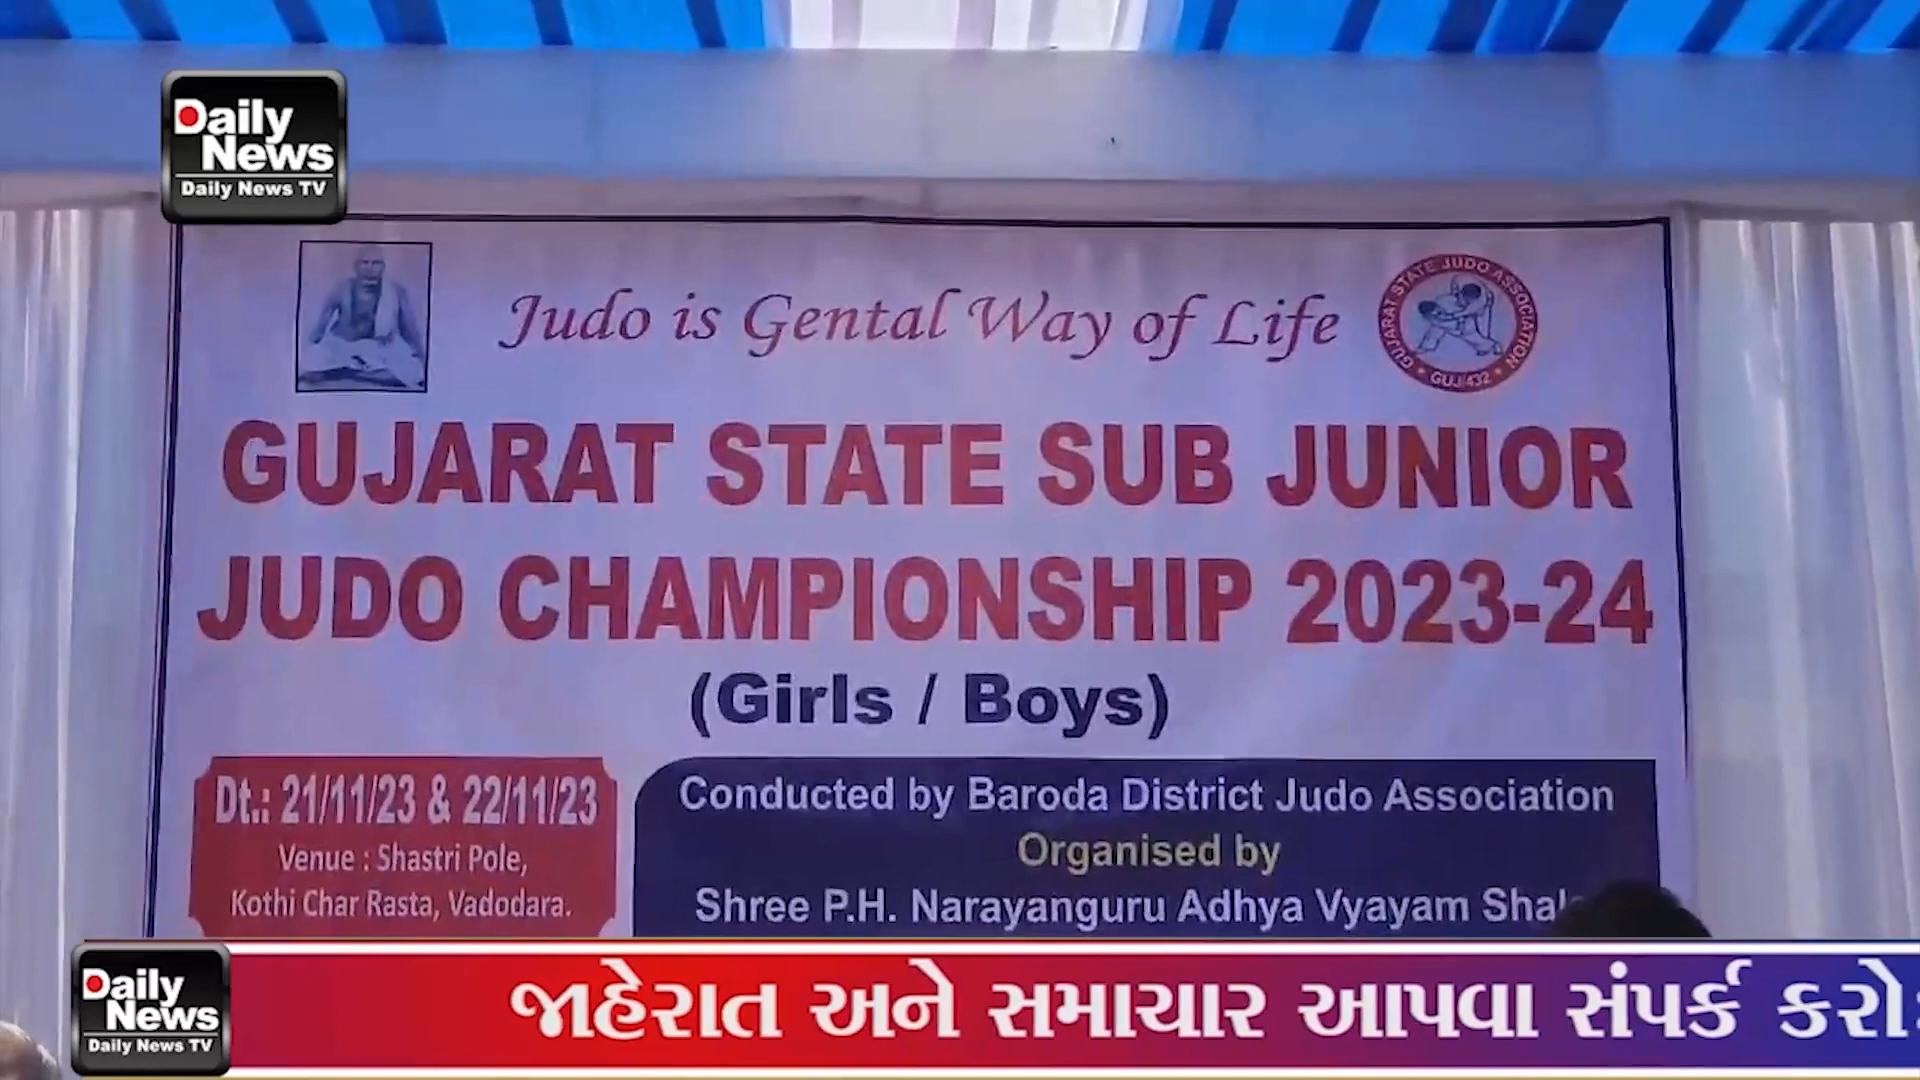 Daily
News
Daily News TV
Judo is Gental Way of Life
GUJARAT STATE JUDO ASSOCIATION
GUJ/432
GUJARAT STATE SUB JUNIOR
JUDO CHAMPIONSHIP 2023-24
(Girls / Boys)
Dt.: 21/11/23 & 22/11/23
Venue : Shastri Pole,
Kothi Char Rasta, Vadodara.
Conducted by Baroda District Judo Association
Organised by
Shree P.H. Narayanguru Adhya Vyayam
Daily
News
Daily News TV
જાહેરાત અને સમાચાર આપવા સંપર્ક કરો: